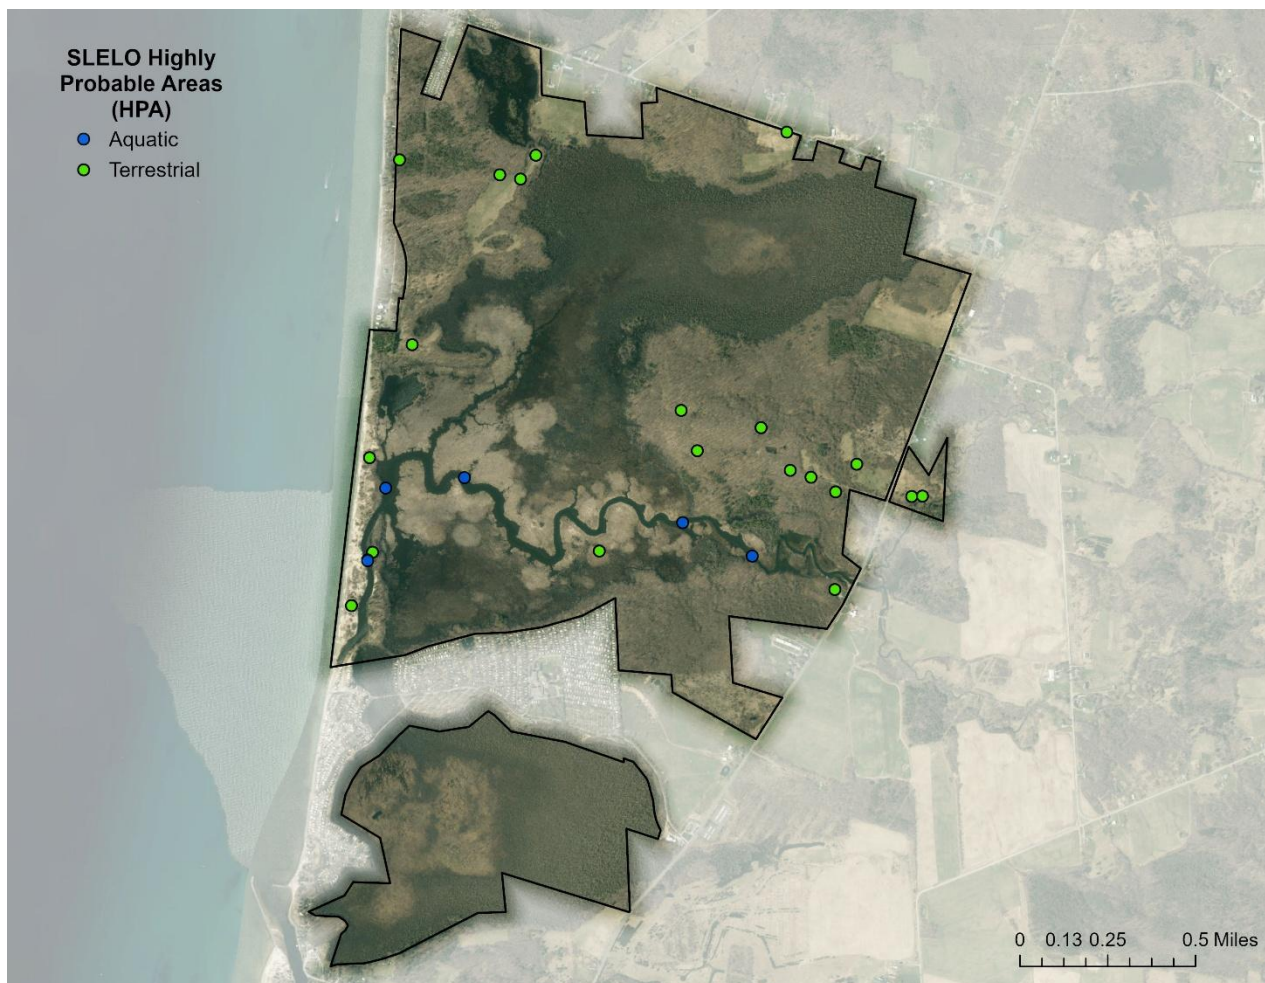 SLELO Highly
Probable Areas
(HPA)
Aquatic
Terrestrial
0 0.13 0.25 0.5 Miles